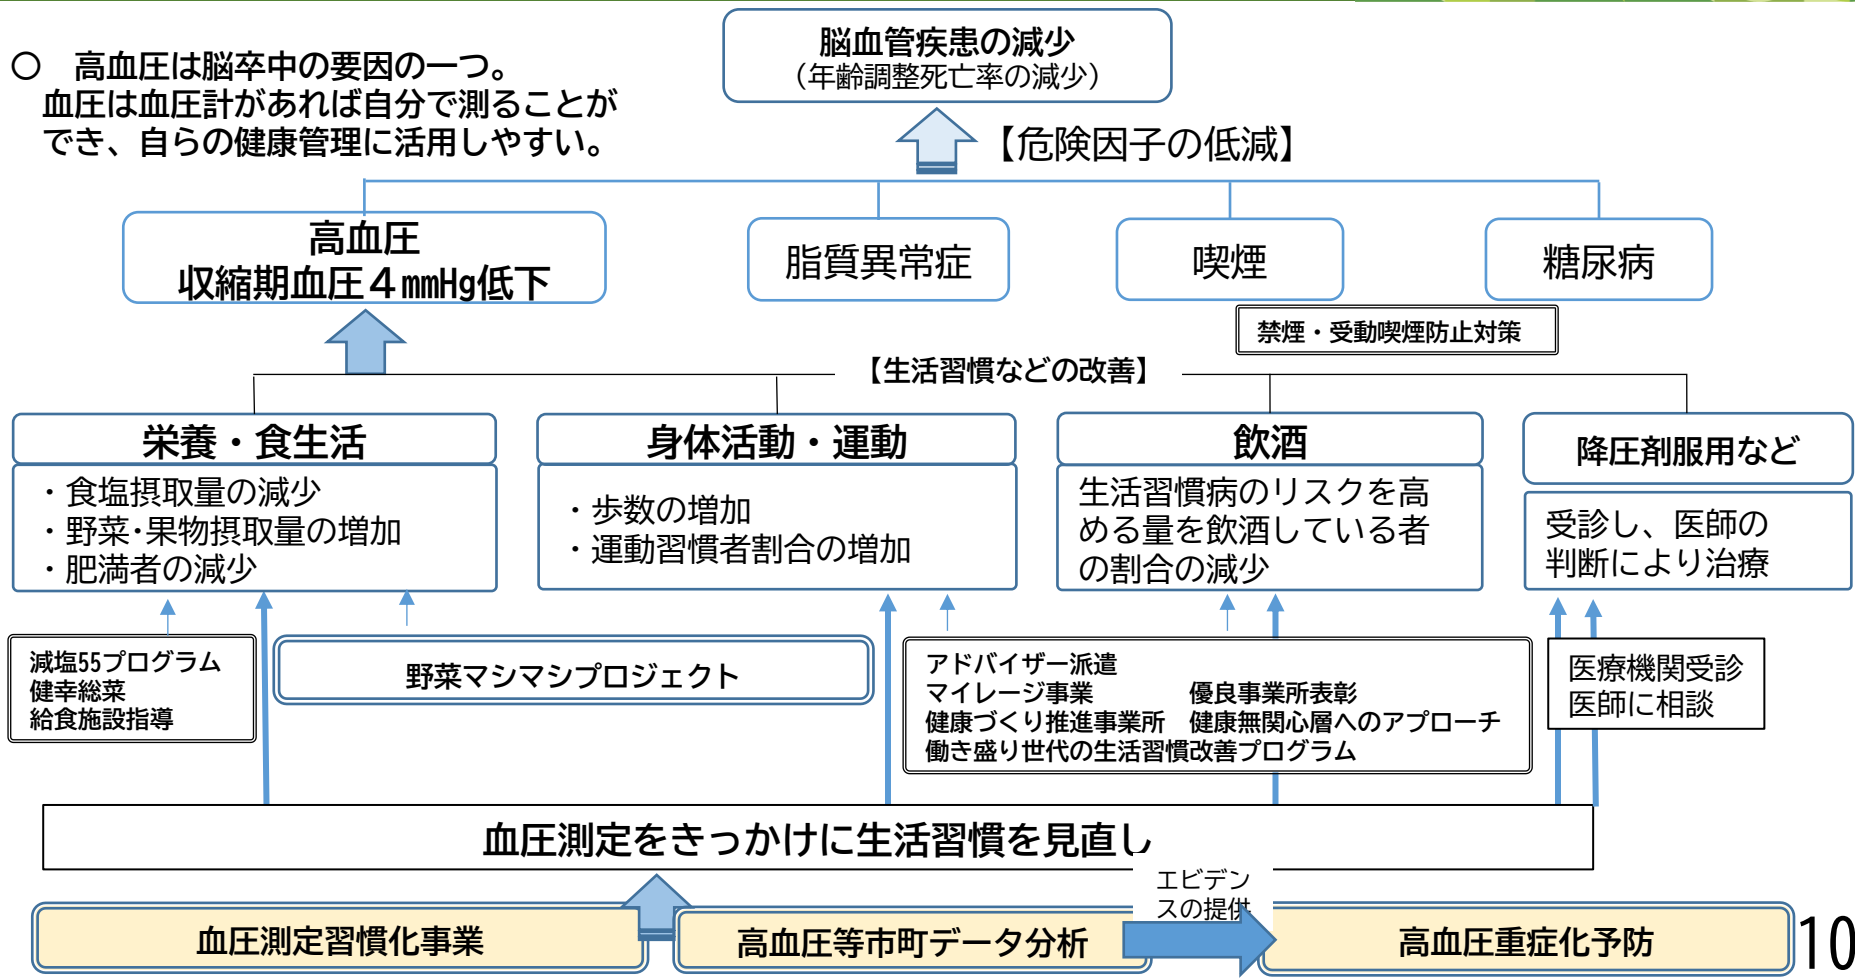 脳血管疾患の減少
（年齢調整死亡率の減少）
〇　高血圧は脳卒中の要因の一つ。
血圧は血圧計があれば自分で測ることが
でき、自らの健康管理に活用しやすい。
【危険因子の低減】
高血圧
収縮期血圧４mmHg低下
脂質異常症
喫煙
糖尿病
禁煙・受動喫煙防止対策
【生活習慣などの改善】
栄養・食生活
・食塩摂取量の減少
・野菜･果物摂取量の増加
・肥満者の減少
身体活動・運動
・歩数の増加
・運動習慣者割合の増加
飲酒
生活習慣病のリスクを高
める量を飲酒している者
の割合の減少
降圧剤服用など
受診し、医師の
判断により治療
減塩55プログラム
健幸総菜
給食施設指導
野菜マシマシプロジェクト
アドバイザー派遣
マイレージ事業　　　　優良事業所表彰
健康づくり推進事業所　健康無関心層へのアプローチ
働き盛り世代の生活習慣改善プログラム
医療機関受診
医師に相談
血圧測定をきっかけに生活習慣を見直し
エビデン
スの提供
血圧測定習慣化事業
高血圧等市町データ分析
高血圧重症化予防
10